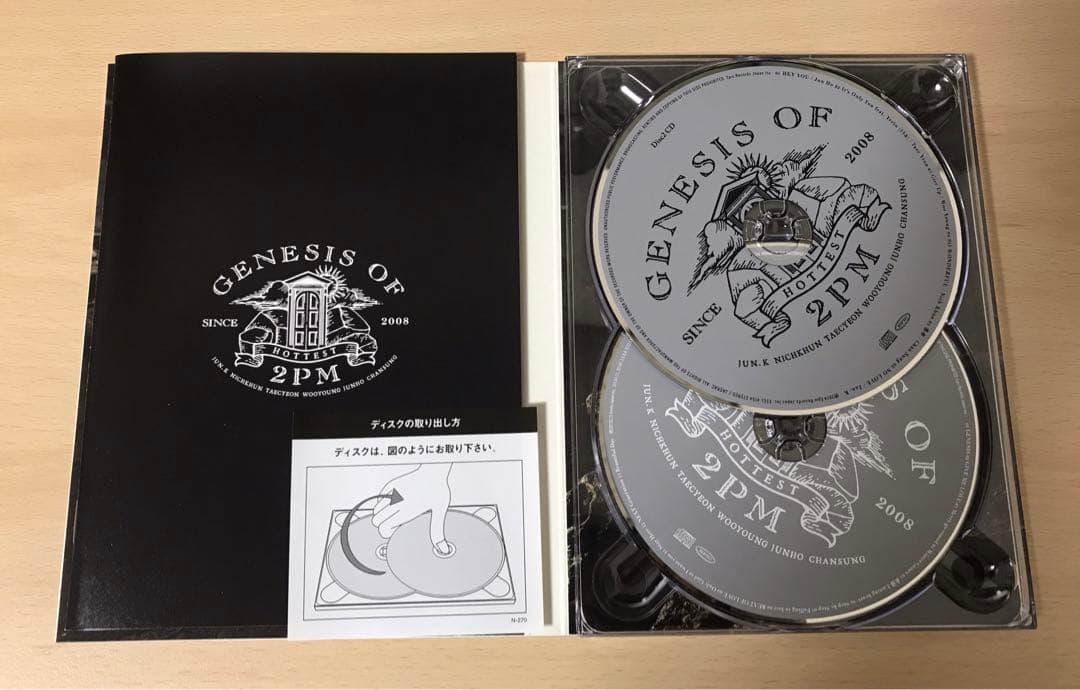 GENESIS OF
SINCE 2008
HOTTEST
2PM
JUN.K NICHKHUN TAECYEON WOOYOUNG JUNHO CHANSUNG
ディスクの取り出し方
ディスクは、図のようにお取り下さい。
N-270
Disc2 CD
GENESIS OF
SINCE 2008
HOTTEST
2PM
JUN.K NICHKHUN TAECYEON WOOYOUNG JUNHO CHANSUNG
OF
2008
HOTTEST
2PM
JUN.K NICHKHUN TAECYEON WOOYOUNG JUNHO CHANSUNG